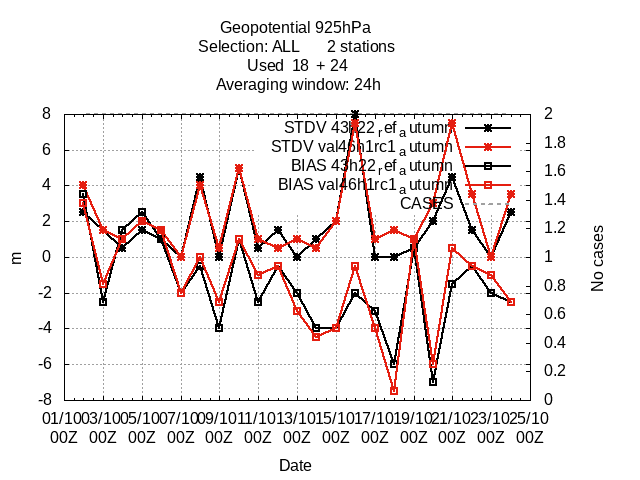 Geopotential 925hPa
Selection: ALL 2 stations
Used 18 + 24
Averaging window: 24h
8 2
STDV 43h22_ref_autumn
1.8
6 STDV val46h1rc1_autumn
1.6
BIAS 43h22_ref_autumn
4 BIAS val46h1rc1_autumn
1.4
CASES
2 1.2
0 1
m
No cases
-2 0.8
0.6
-4
0.4
-6
0.2
-8 0
01/10 03/10 05/10 07/10 09/10 11/10 13/10 15/10 17/10 19/10 21/10 23/10 25/10
00Z 00Z 00Z 00Z 00Z 00Z 00Z 00Z 00Z 00Z 00Z 00Z 00Z
Date